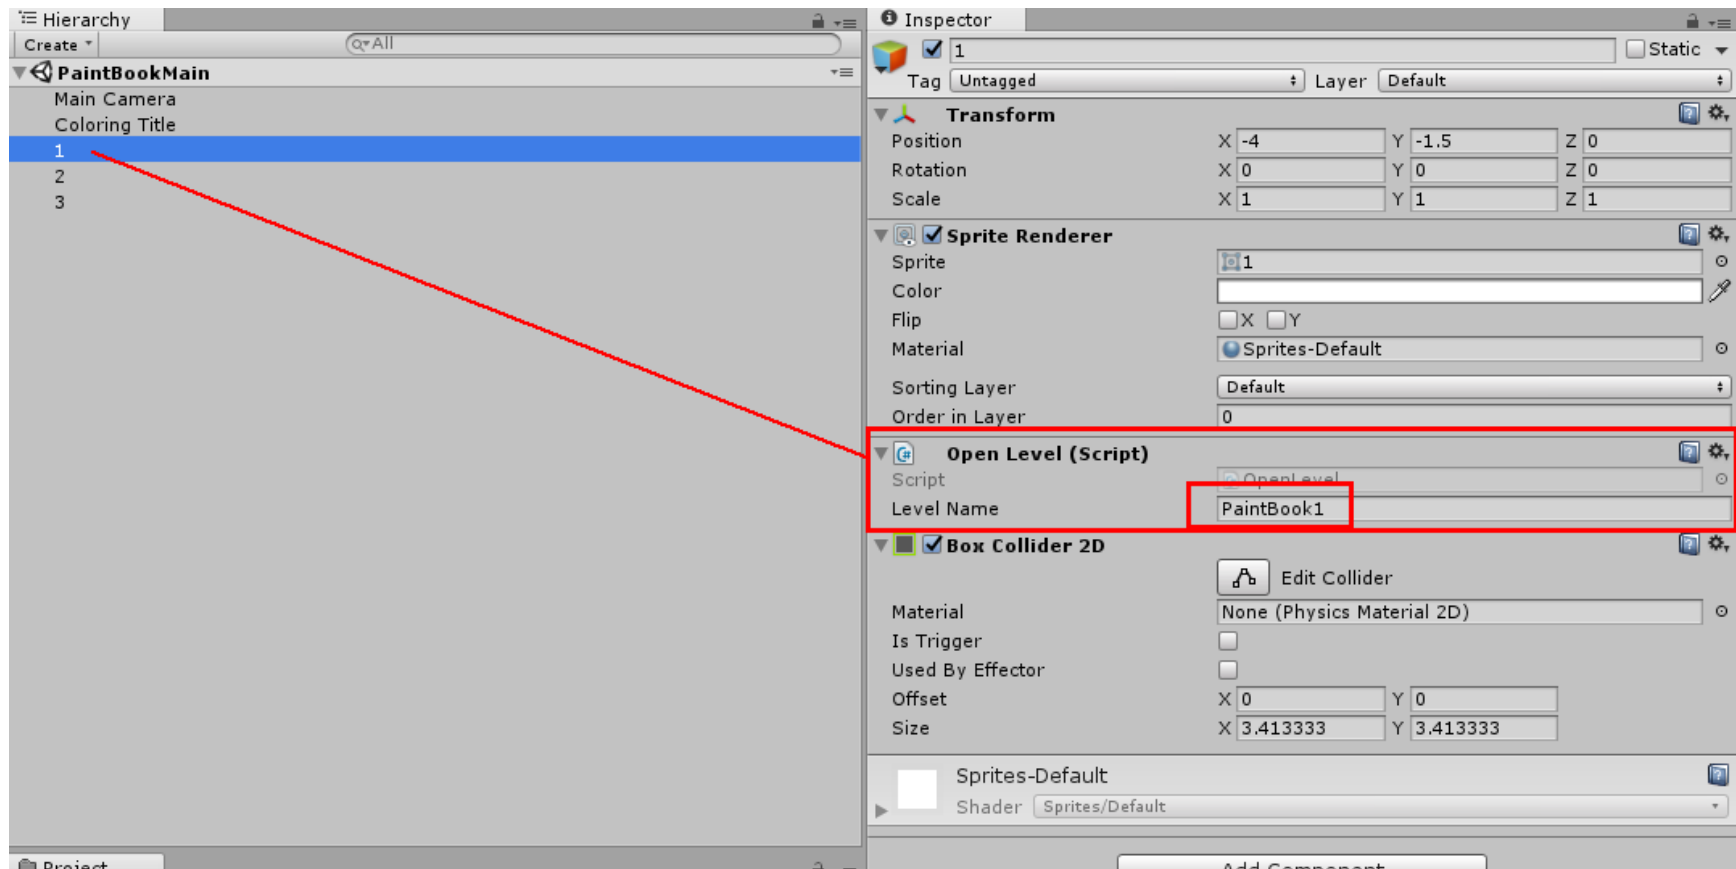 Hierarchy
Create
All
PaintBookMain
Main Camera
Coloring Title
1
2
3
Project
Inspector
1
Static
Tag Untagged Layer Default
Transform
Position X -4 Y -1.5 Z 0
Rotation X 0 Y 0 Z 0
Scale X 1 Y 1 Z 1
Sprite Renderer
Sprite 1
Color
Flip X Y
Material Sprites-Default
Sorting Layer Default
Order in Layer 0
Open Level (Script)
Script OpenLevel
Level Name PaintBook1
Box Collider 2D
Edit Collider
Material None (Physics Material 2D)
Is Trigger
Used By Effector
Offset X 0 Y 0
Size X 3.413333 Y 3.413333
Sprites-Default
Shader Sprites/Default
Add Component